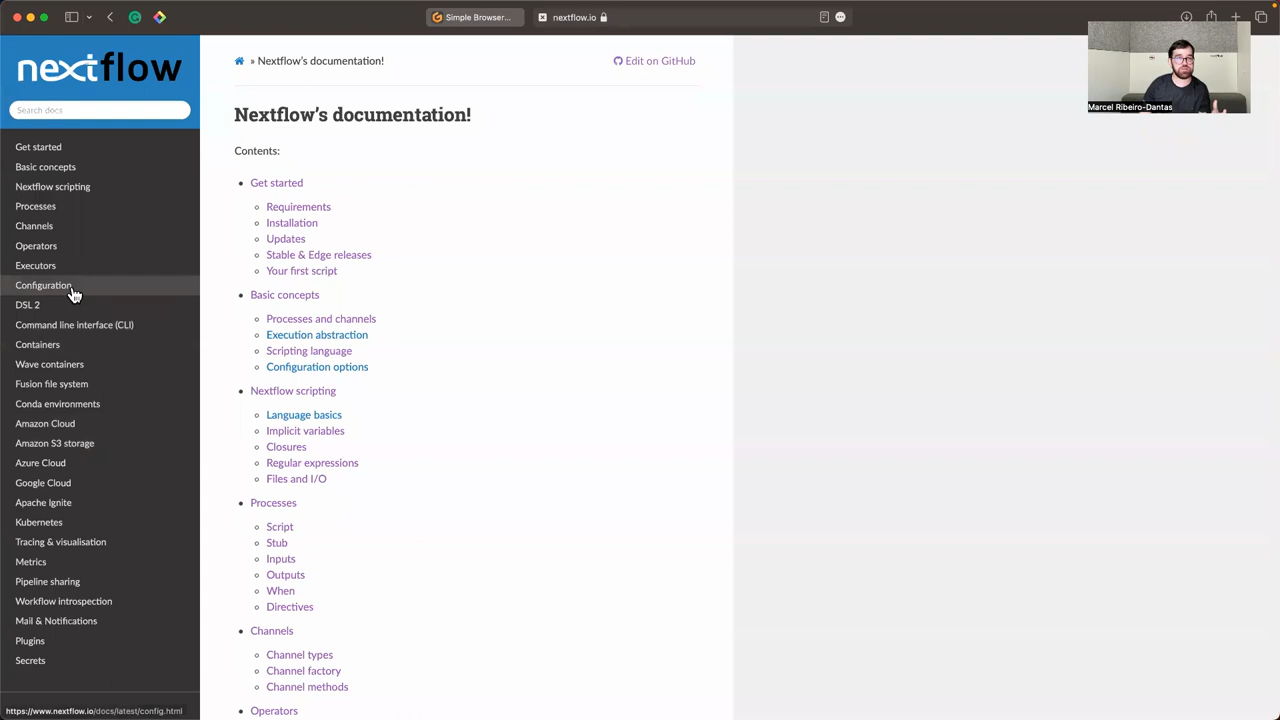 Simple Browser...
nextflow.io
nextflow
Search docs
Get started
Basic concepts
Nextflow scripting
Processes
Channels
Operators
Executors
Configuration
DSL 2
Command line interface (CLI)
Containers
Wave containers
Fusion file system
Conda environments
Amazon Cloud
Amazon S3 storage
Azure Cloud
Google Cloud
Apache Ignite
Kubernetes
Tracing & visualisation
Metrics
Pipeline sharing
Workflow introspection
Mail & Notifications
Plugins
Secrets
https://www.nextflow.io/docs/latest/config.html
» Nextflow's documentation!
Edit on GitHub
Nextflow's documentation!
Contents:
Get started
Requirements
Installation
Updates
Stable & Edge releases
Your first script
Basic concepts
Processes and channels
Execution abstraction
Scripting language
Configuration options
Nextflow scripting
Language basics
Implicit variables
Closures
Regular expressions
Files and I/O
Processes
Script
Stub
Inputs
Outputs
When
Directives
Channels
Channel types
Channel factory
Channel methods
Operators
Marcel Ribeiro-Dantas